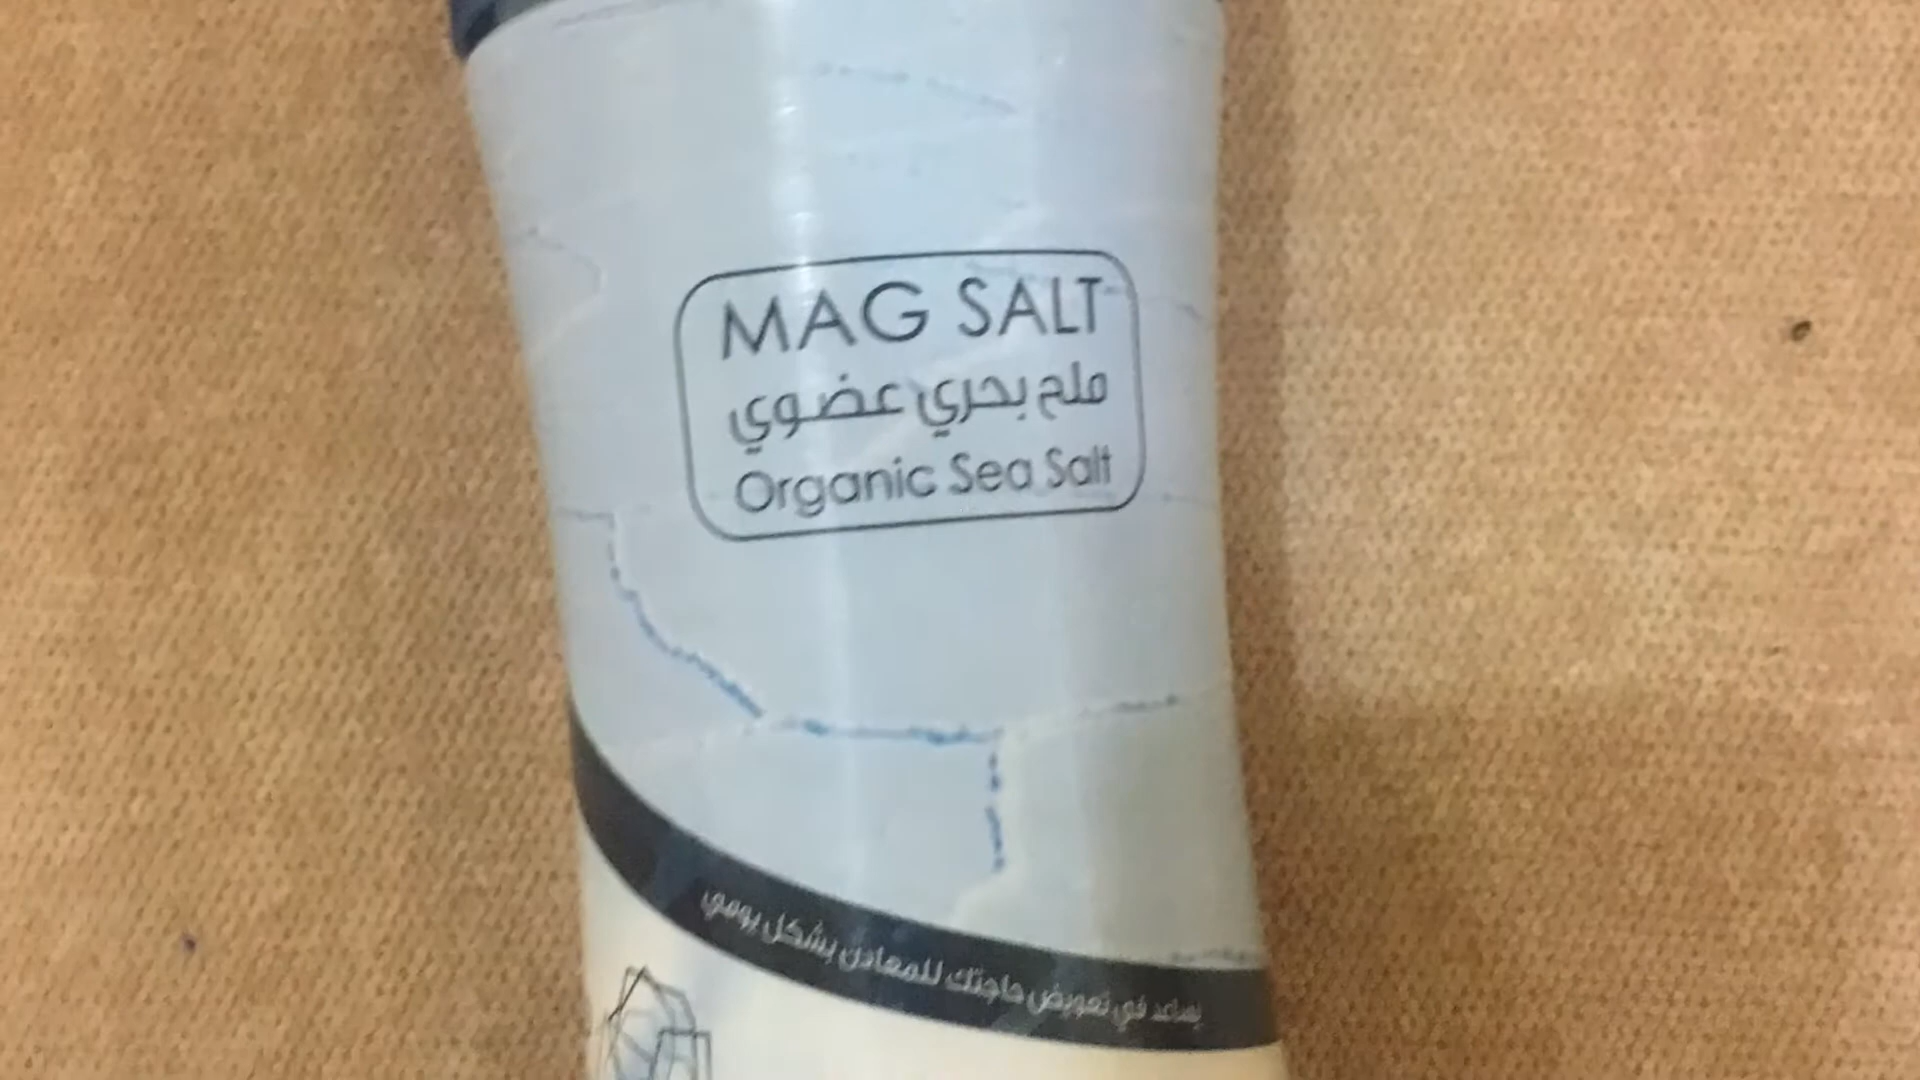 MAG SALT
ملح بحري عضوي
Organic Sea Salt
يساعد في تعويض حاجتك للمعادن بشكل يومي